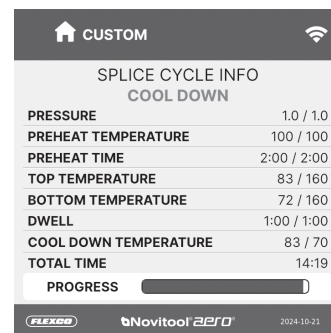 CUSTOM
SPLICE CYCLE INFO
COOL DOWN
PRESSURE 1.0 / 1.0
PREHEAT TEMPERATURE 100 / 100
PREHEAT TIME 2:00 / 2:00
TOP TEMPERATURE 83 / 160
BOTTOM TEMPERATURE 72 / 160
DWELL 1:00 / 1:00
COOL DOWN TEMPERATURE 83 / 70
TOTAL TIME 14:19
PROGRESS
FLEXCO Novitool® aero® 2024-10-21